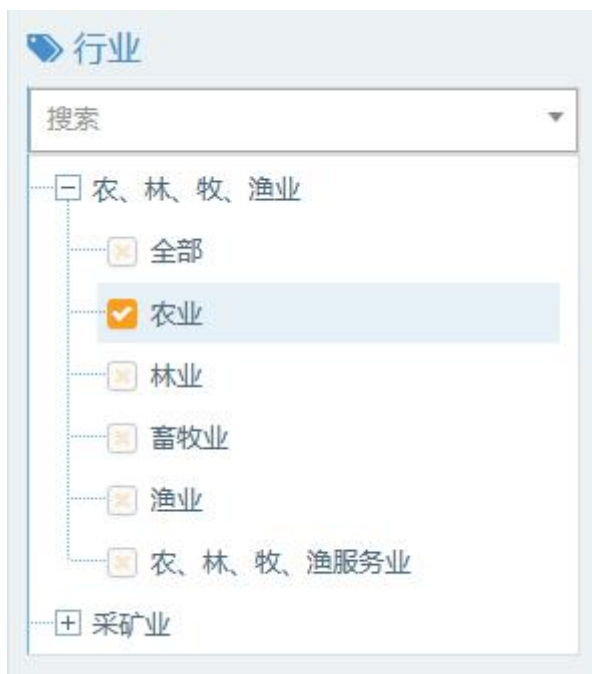 行业
搜索
农、林、牧、渔业
全部
农业
林业
畜牧业
渔业
农、林、牧、渔服务业
采矿业